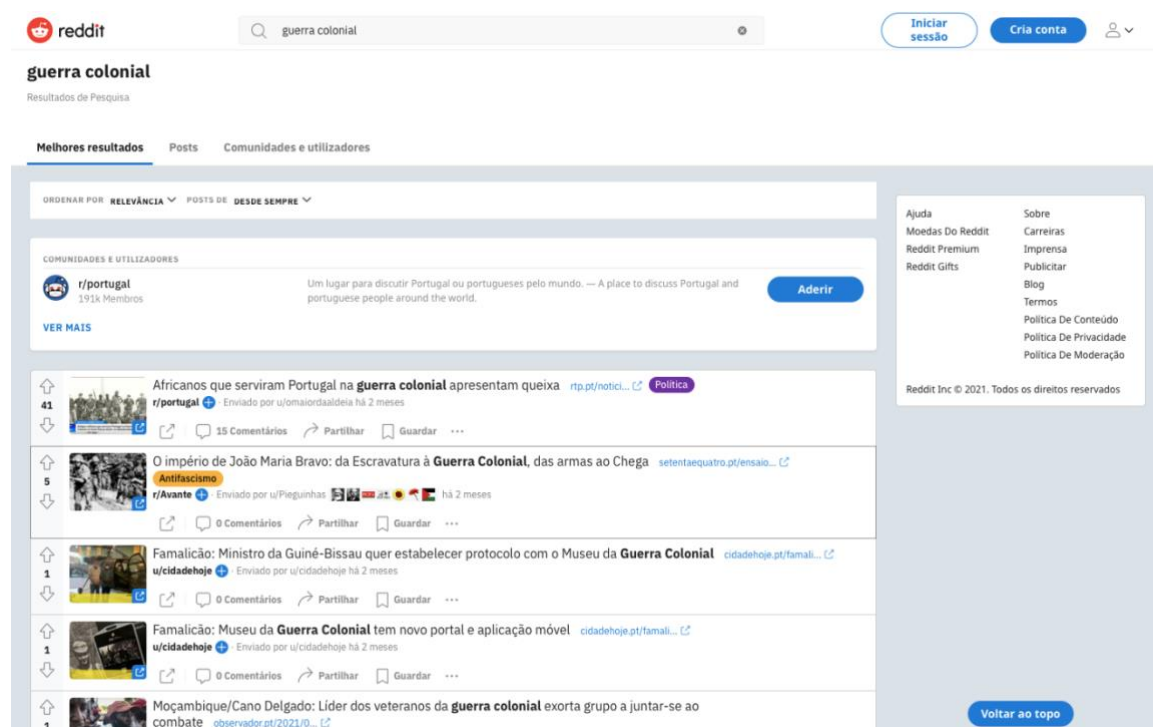 reddit
guerra colonial
Iniciar sessão
Cria conta
guerra colonial
Resultados de Pesquisa
Melhores resultados Posts Comunidades e utilizadores
ORDENAR POR RELEVÂNCIA POSTS DE DESDE SEMPRE
COMUNIDADES E UTILIZADORES
r/portugal
191k Membros
Um lugar para discutir Portugal ou portugueses pelo mundo. — A place to discuss Portugal and
portuguese people around the world.
Aderir
VER MAIS
41
Africanos que serviram Portugal na guerra colonial apresentam queixa rtp.pt/notici... Política
r/portugal · Enviado por u/omaiordaaldeia há 2 meses
15 Comentários Partilhar Guardar ...
5
O império de João Maria Bravo: da Escravatura à Guerra Colonial, das armas ao Chega setentaequatro.pt/ensaio...
Antifascismo
r/Avante · Enviado por u/Pieguinhas há 2 meses
0 Comentários Partilhar Guardar ...
1
Famalicão: Ministro da Guiné-Bissau quer estabelecer protocolo com o Museu da Guerra Colonial cidadehoje.pt/famali...
u/cidadehoje · Enviado por u/cidadehoje há 2 meses
0 Comentários Partilhar Guardar ...
1
Famalicão: Museu da Guerra Colonial tem novo portal e aplicação móvel cidadehoje.pt/famali...
u/cidadehoje · Enviado por u/cidadehoje há 2 meses
0 Comentários Partilhar Guardar ...
1
Moçambique/Cano Delgado: Líder dos veteranos da guerra colonial exorta grupo a juntar-se ao
combate observador.pt/2021/0...
Ajuda
Moedas Do Reddit
Reddit Premium
Reddit Gifts
Sobre
Carreiras
Imprensa
Publicitar
Blog
Termos
Política De Conteúdo
Política De Privacidade
Política De Moderação
Reddit Inc © 2021. Todos os direitos reservados
Voltar ao topo